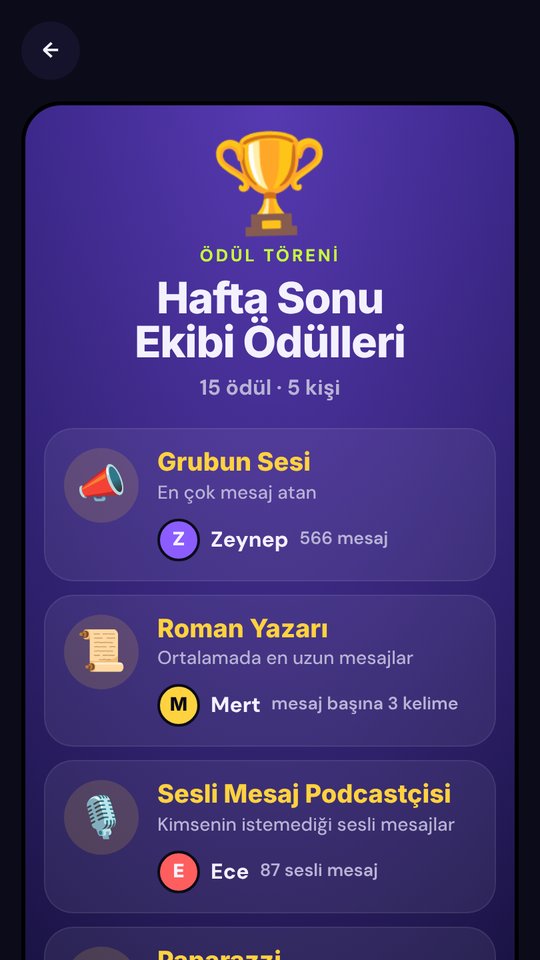 ÖDÜL TÖRENİ
Hafta Sonu
Ekibi Ödülleri
15 ödül · 5 kişi
Grubun Sesi
En çok mesaj atan
Z Zeynep 566 mesaj
Roman Yazarı
Ortalamada en uzun mesajlar
M Mert mesaj başına 3 kelime
Sesli Mesaj Podcastçisi
Kimsenin istemediği sesli mesajlar
E Ece 87 sesli mesaj
Paparazzi